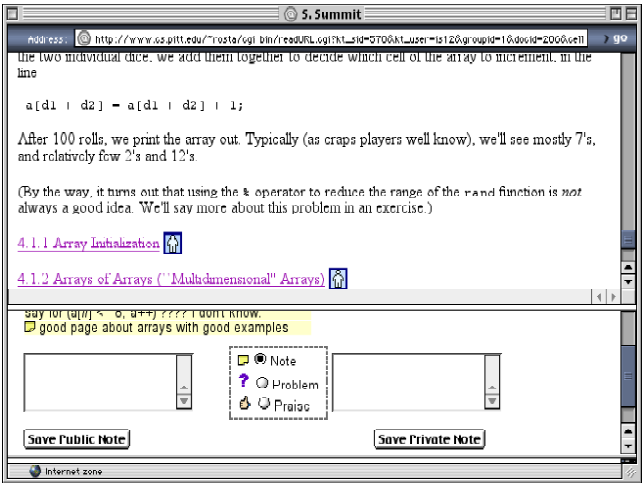 S. Summit
Address: http://www.cs.pitt.edu/~rosta/cgi-bin/readURL.cgi?kt_sid=570&kt_user=is12&groupid=1&docid=200&cell go
the two individual dice, we add them together to decide which cell of the array to increment, in the
line
a[d1 + d2] = a[d1 + d2] + 1;
After 100 rolls, we print the array out. Typically (as craps players well know), we'll see mostly 7's,
and relatively few 2's and 12's.
(By the way, it turns out that using the % operator to reduce the range of the rand function is not
always a good idea. We'll say more about this problem in an exercise.)
4.1.1 Array Initialization
4.1.2 Arrays of Arrays (``Multidimensional'' Arrays)
say for a++) ???? I don't know.
good page about arrays with good examples
Note
? Problem
Praise
Save Public Note
Save Private Note
Internet zone